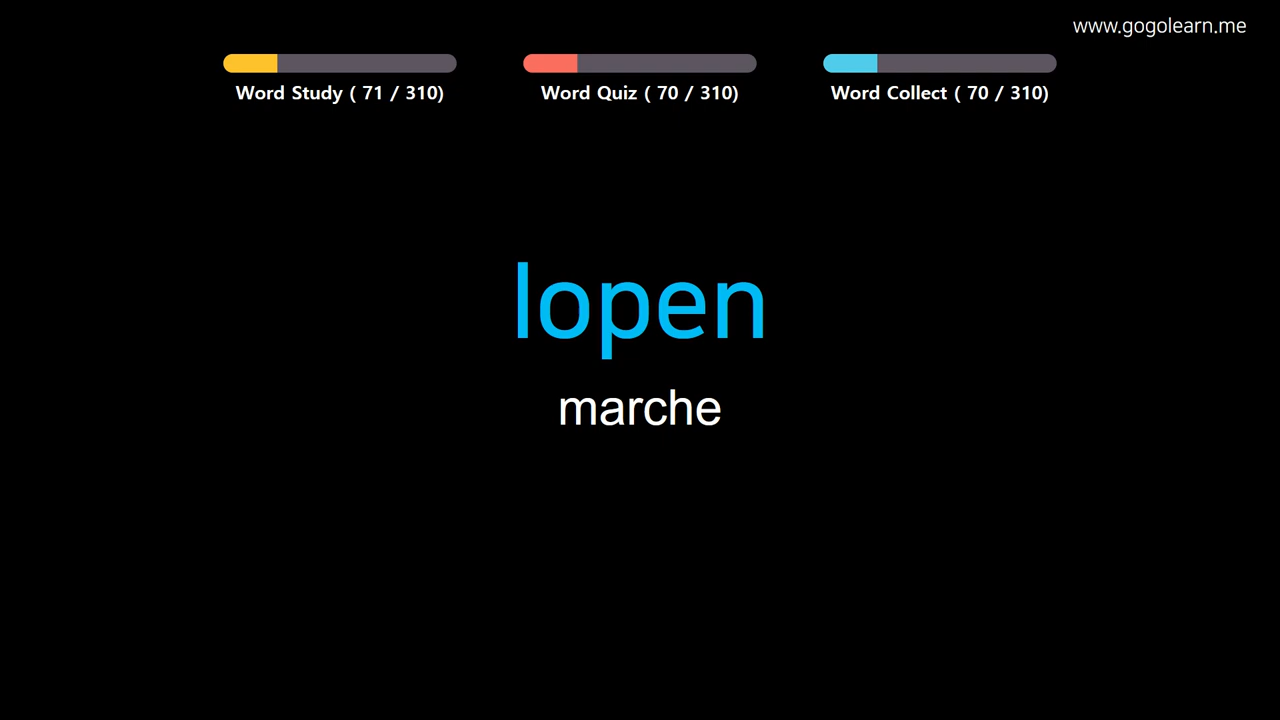 www.gogolearn.me
Word Study ( 71 / 310)
Word Quiz ( 70 / 310)
Word Collect ( 70 / 310)
lopen
marche